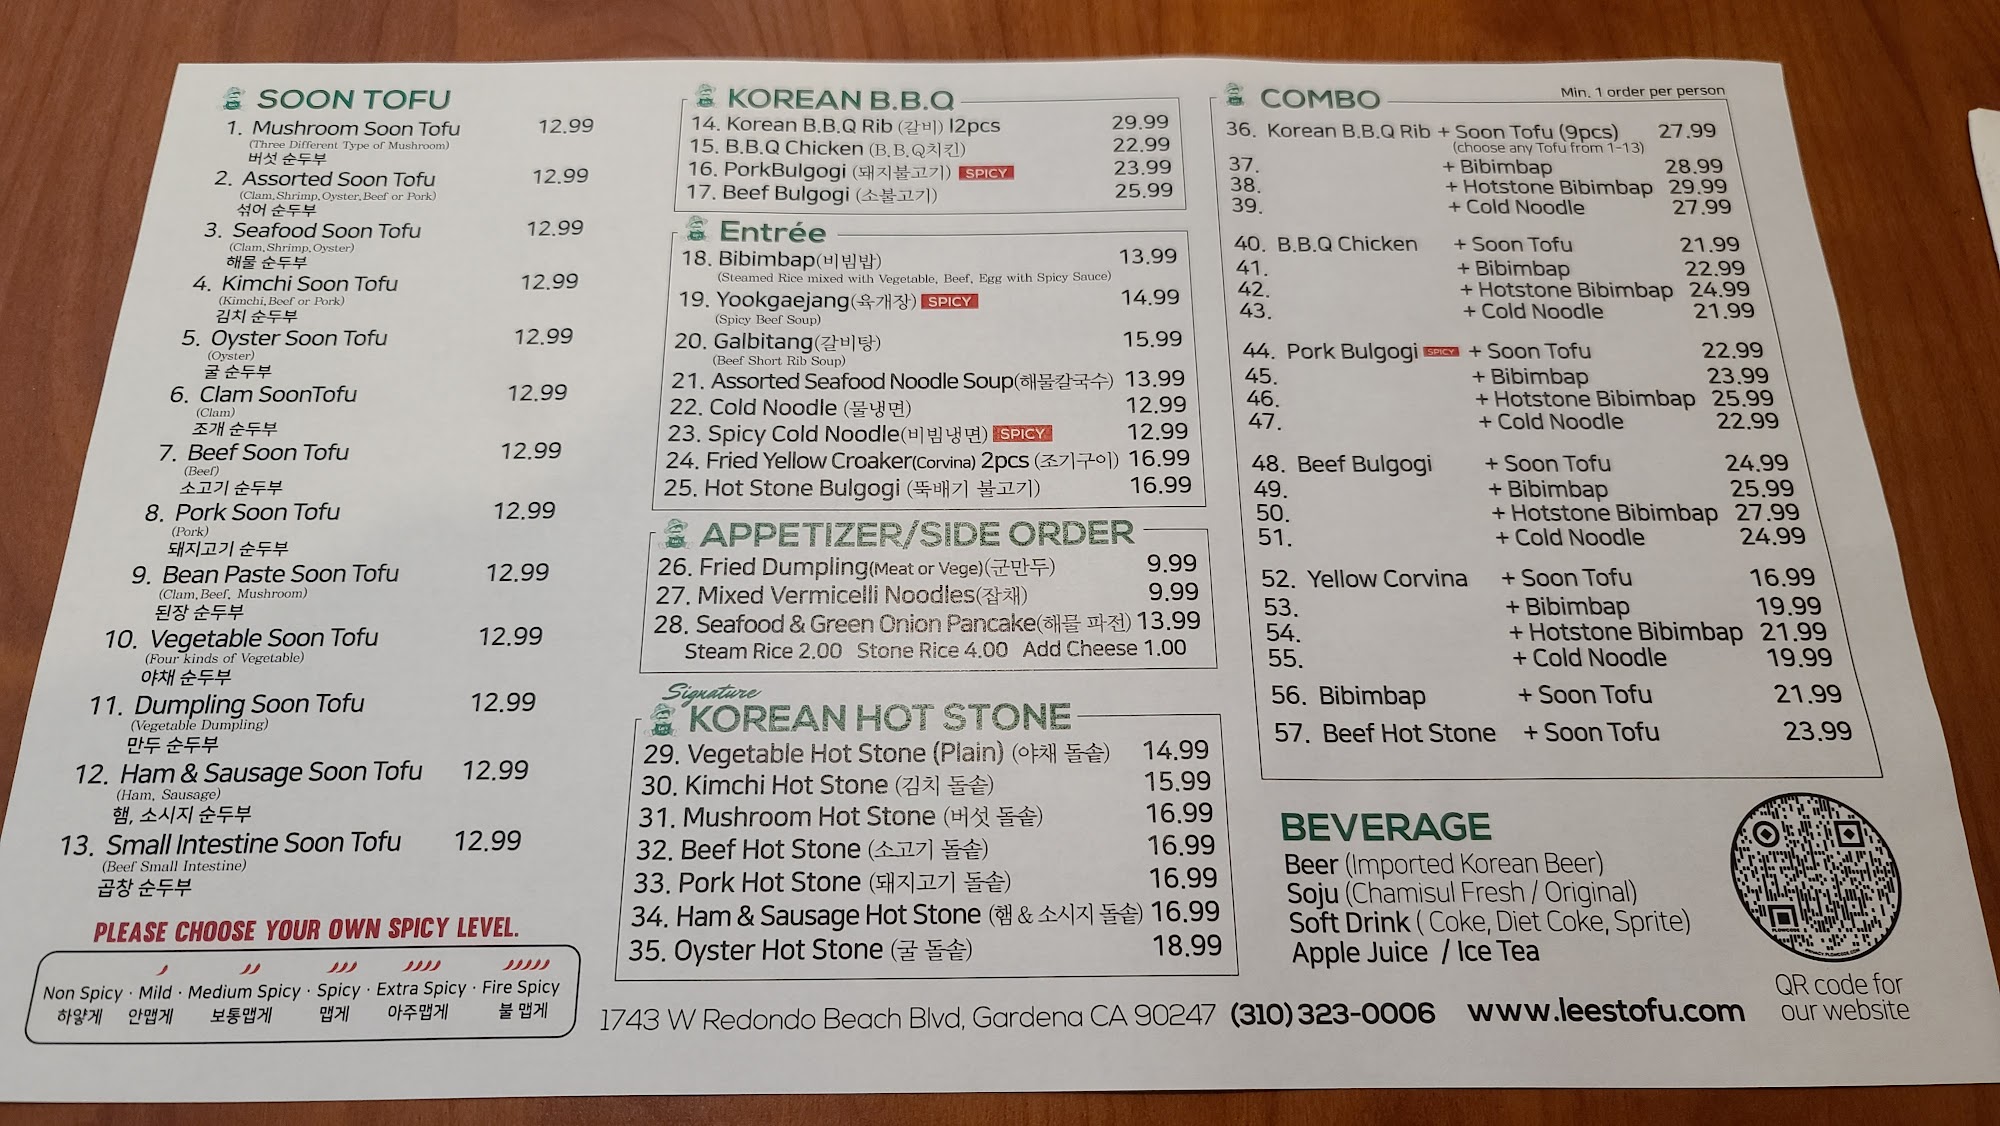 SOON TOFU
1. Mushroom Soon Tofu 12.99
(Three Different Type of Mushroom)
버섯 순두부
2. Assorted Soon Tofu 12.99
(Clam,Shrimp,Oyster,Beef or Pork)
섞어 순두부
3. Seafood Soon Tofu 12.99
(Clam,Shrimp,Oyster)
해물 순두부
4. Kimchi Soon Tofu 12.99
(Kimchi,Beef or Pork)
김치 순두부
5. Oyster Soon Tofu 12.99
(Oyster)
굴 순두부
6. Clam SoonTofu 12.99
(Clam)
조개 순두부
7. Beef Soon Tofu 12.99
(Beef)
소고기 순두부
8. Pork Soon Tofu 12.99
(Pork)
돼지고기 순두부
9. Bean Paste Soon Tofu 12.99
(Clam,Beef, Mushroom)
된장 순두부
10. Vegetable Soon Tofu 12.99
(Four kinds of Vegetable)
야채 순두부
11. Dumpling Soon Tofu 12.99
(Vegetable Dumpling)
만두 순두부
12. Ham & Sausage Soon Tofu 12.99
(Ham, Sausage)
햄, 소시지 순두부
13. Small Intestine Soon Tofu 12.99
(Beef Small Intestine)
곱창 순두부
PLEASE CHOOSE YOUR OWN SPICY LEVEL.
Non Spicy · Mild · Medium Spicy · Spicy · Extra Spicy · Fire Spicy
하얗게 안맵게 보통맵게 맵게 아주맵게 불 맵게
KOREAN B.B.Q
14. Korean B.B.Q Rib (갈비) 12pcs 29.99
15. B.B.Q Chicken (B.B.Q치킨) 22.99
16. PorkBulgogi (돼지불고기) SPICY 23.99
17. Beef Bulgogi (소불고기) 25.99
Entrée
18. Bibimbap(비빔밥) 13.99
(Steamed Rice mixed with Vegetable, Beef, Egg with Spicy Sauce)
19. Yookgaejang(육개장) SPICY 14.99
(Spicy Beef Soup)
20. Galbitang(갈비탕) 15.99
(Beef Short Rib Soup)
21. Assorted Seafood Noodle Soup(해물칼국수) 13.99
22. Cold Noodle (물냉면) 12.99
23. Spicy Cold Noodle(비빔냉면) SPICY 12.99
24. Fried Yellow Croaker(Corvina) 2pcs (조기구이) 16.99
25. Hot Stone Bulgogi (뚝배기 불고기) 16.99
APPETIZER/SIDE ORDER
26. Fried Dumpling(Meat or Vege)(군만두) 9.99
27. Mixed Vermicelli Noodles(잡채) 9.99
28. Seafood & Green Onion Pancake(해물 파전) 13.99
Steam Rice 2.00 Stone Rice 4.00 Add Cheese 1.00
Signature
KOREAN HOT STONE
29. Vegetable Hot Stone (Plain) (야채 돌솥) 14.99
30. Kimchi Hot Stone (김치 돌솥) 15.99
31. Mushroom Hot Stone (버섯 돌솥) 16.99
32. Beef Hot Stone (소고기 돌솥) 16.99
33. Pork Hot Stone (돼지고기 돌솥) 16.99
34. Ham & Sausage Hot Stone (햄 & 소시지 돌솥) 16.99
35. Oyster Hot Stone (굴 돌솥) 18.99
COMBO
Min. 1 order per person
36. Korean B.B.Q Rib + Soon Tofu (9pcs) 27.99
(choose any Tofu from 1-13)
37. + Bibimbap 28.99
38. + Hotstone Bibimbap 29.99
39. + Cold Noodle 27.99
40. B.B.Q Chicken + Soon Tofu 21.99
41. + Bibimbap 22.99
42. + Hotstone Bibimbap 24.99
43. + Cold Noodle 21.99
44. Pork Bulgogi SPICY + Soon Tofu 22.99
45. + Bibimbap 23.99
46. + Hotstone Bibimbap 25.99
47. + Cold Noodle 22.99
48. Beef Bulgogi + Soon Tofu 24.99
49. + Bibimbap 25.99
50. + Hotstone Bibimbap 27.99
51. + Cold Noodle 24.99
52. Yellow Corvina + Soon Tofu 16.99
53. + Bibimbap 19.99
54. + Hotstone Bibimbap 21.99
55. + Cold Noodle 19.99
56. Bibimbap + Soon Tofu 21.99
57. Beef Hot Stone + Soon Tofu 23.99
BEVERAGE
Beer (Imported Korean Beer)
Soju (Chamisul Fresh / Original)
Soft Drink ( Coke, Diet Coke, Sprite)
Apple Juice / Ice Tea
QR code for
our website
1743 W Redondo Beach Blvd, Gardena CA 90247 (310) 323-0006 www.leestofu.com